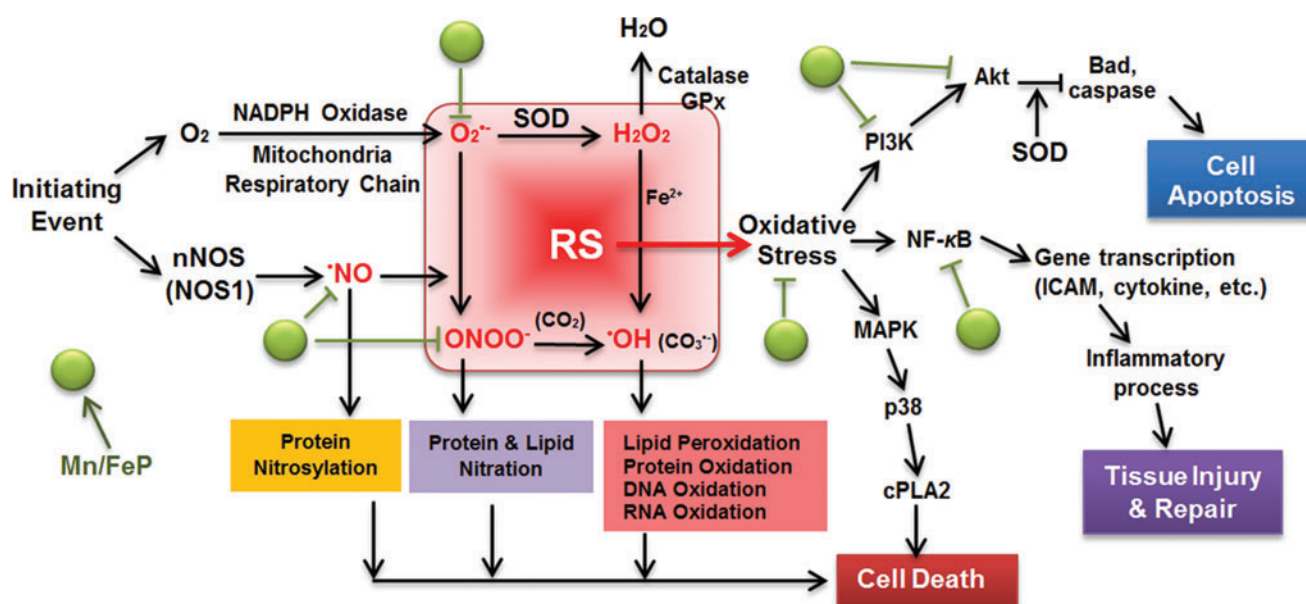 Initiating
Event
O₂
NADPH Oxidase
Mitochondria
Respiratory Chain
nNOS
(NOS1)
•NO
O₂•-
SOD
H₂O₂
H₂O
Catalase
GPx
Fe²⁺
RS
ONOO⁻
(CO₂)
•OH (CO₃•-)
Mn/FeP
Protein
Nitrosylation
Protein & Lipid
Nitration
Lipid Peroxidation
Protein Oxidation
DNA Oxidation
RNA Oxidation
Oxidative
Stress
PI3K
Akt
SOD
Bad,
caspase
Cell
Apoptosis
NF-κB
Gene transcription
(ICAM, cytokine, etc.)
Inflammatory
process
Tissue Injury
& Repair
MAPK
p38
cPLA2
Cell Death